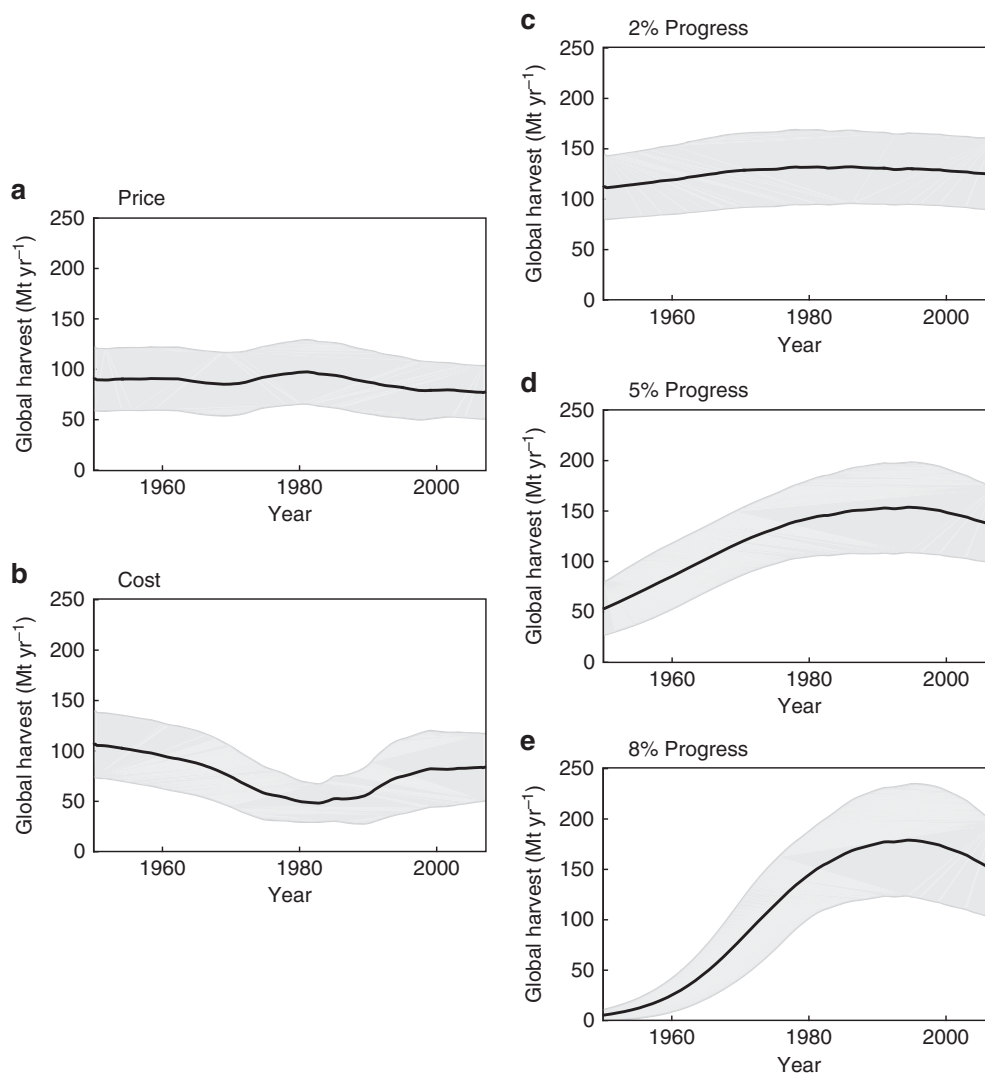 a
Price
250
200
150
100
50
0
Global harvest (Mt yr⁻¹)
1960 1980 2000
Year
b
Cost
250
200
150
100
50
0
Global harvest (Mt yr⁻¹)
1960 1980 2000
Year
c
2% Progress
250
200
150
100
50
0
Global harvest (Mt yr⁻¹)
1960 1980 2000
Year
d
5% Progress
250
200
150
100
50
0
Global harvest (Mt yr⁻¹)
1960 1980 2000
Year
e
8% Progress
250
200
150
100
50
0
Global harvest (Mt yr⁻¹)
1960 1980 2000
Year